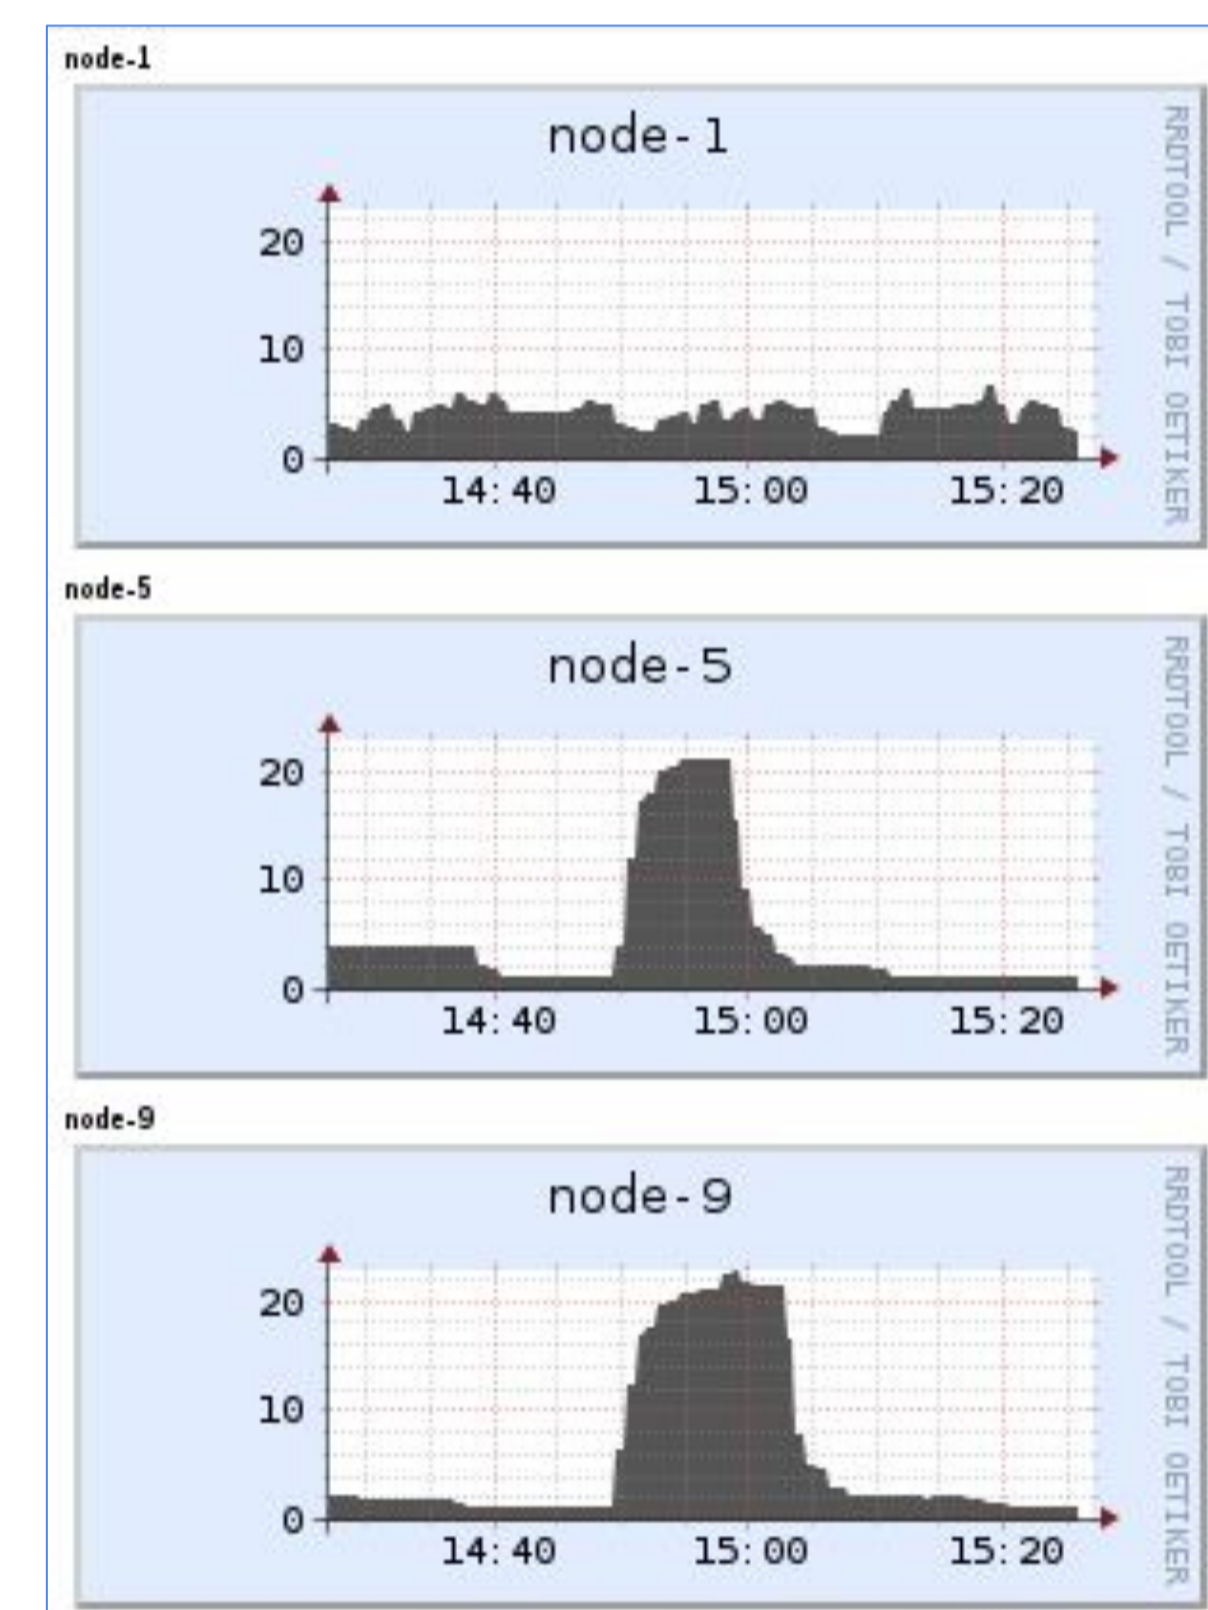 node-1
node-1
RRDTOOL / TOBI OETIKER
20
10
0
14:40 15:00 15:20
node-5
node-5
RRDTOOL / TOBI OETIKER
20
10
0
14:40 15:00 15:20
node-9
node-9
RRDTOOL / TOBI OETIKER
20
10
0
14:40 15:00 15:20